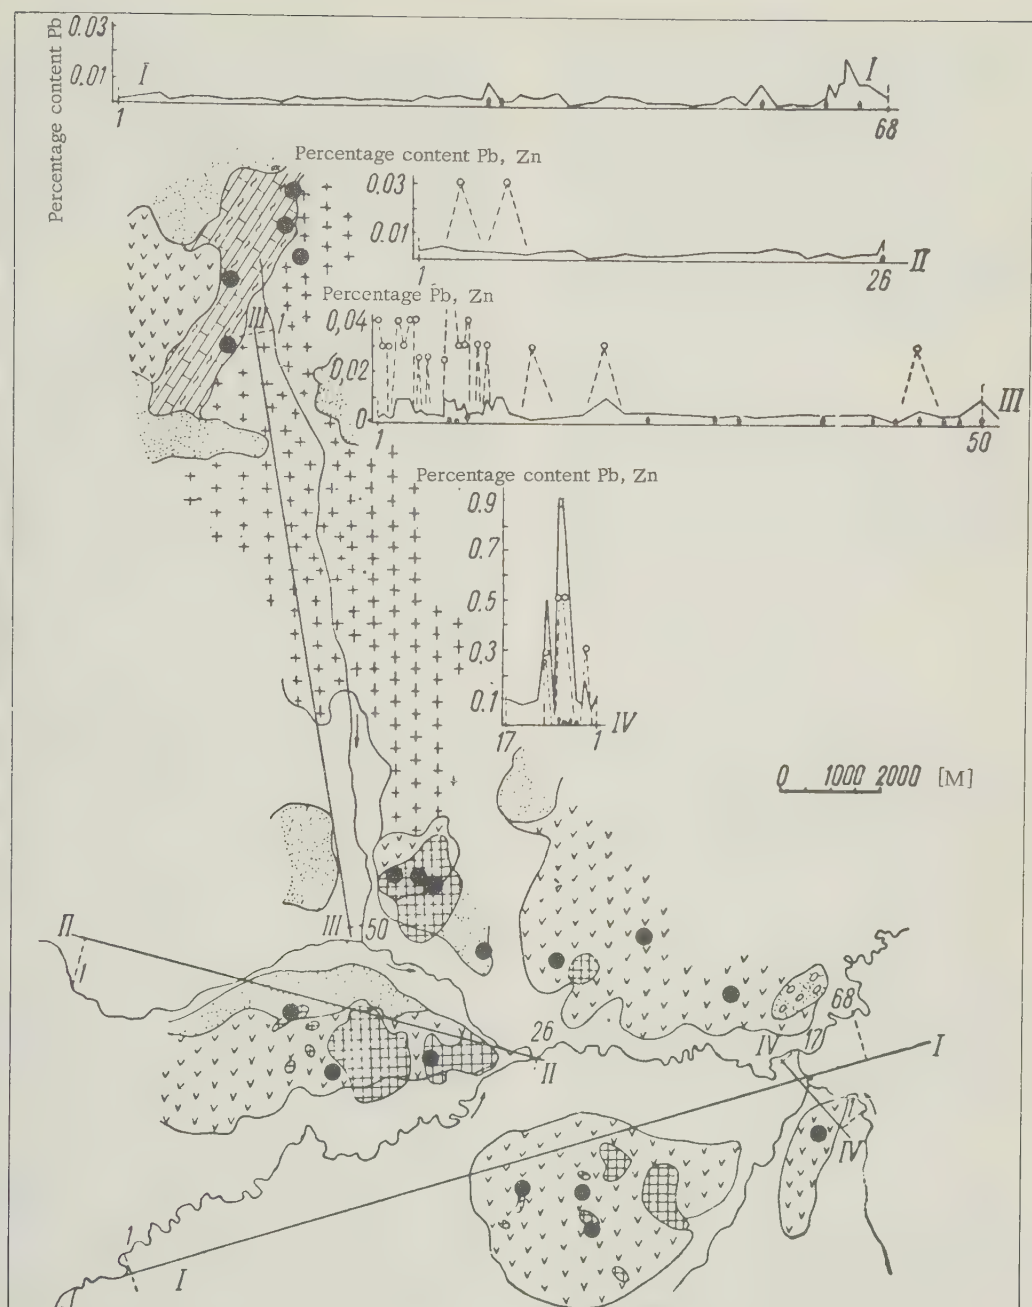 Percentage content Pb
0.03
0.01
I
I
1
68
Percentage content Pb, Zn
0.03
0.01
1
26
II
Percentage Pb, Zn
0,04
0,02
0
1
50
III
III
1
Percentage content Pb, Zn
0.9
0.7
0.5
0.3
0.1
17
1
IV
0 1000 2000 [M]
II
1
III
50
68
26
IV
17
I
II
IV
1
1
I